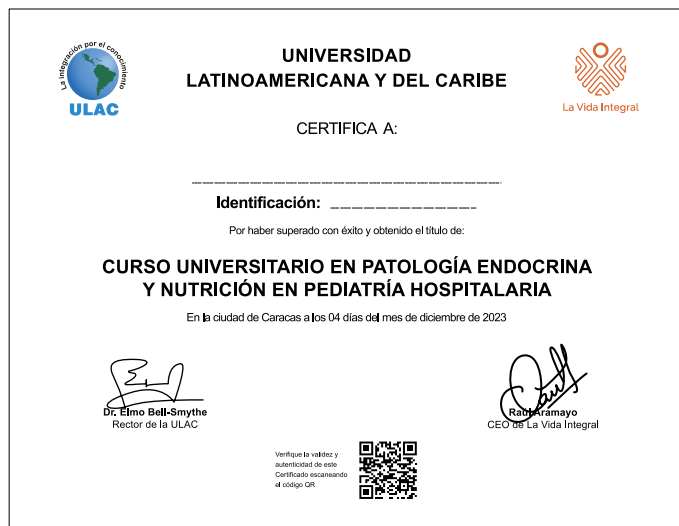 La integración por el conocimiento
ULAC
UNIVERSIDAD
LATINOAMERICANA Y DEL CARIBE
La Vida Integral
CERTIFICA A:
Identificación:
Por haber superado con éxito y obtenido el título de:
CURSO UNIVERSITARIO EN PATOLOGÍA ENDOCRINA
Y NUTRICIÓN EN PEDIATRÍA HOSPITALARIA
En la ciudad de Caracas a los 04 días del mes de diciembre de 2023
Dr. Elmo Bell-Smythe
Rector de la ULAC
Raúl Aramayo
CEO de La Vida Integral
Verifique la validez y
autenticidad de este
Certificado escaneando
el código QR